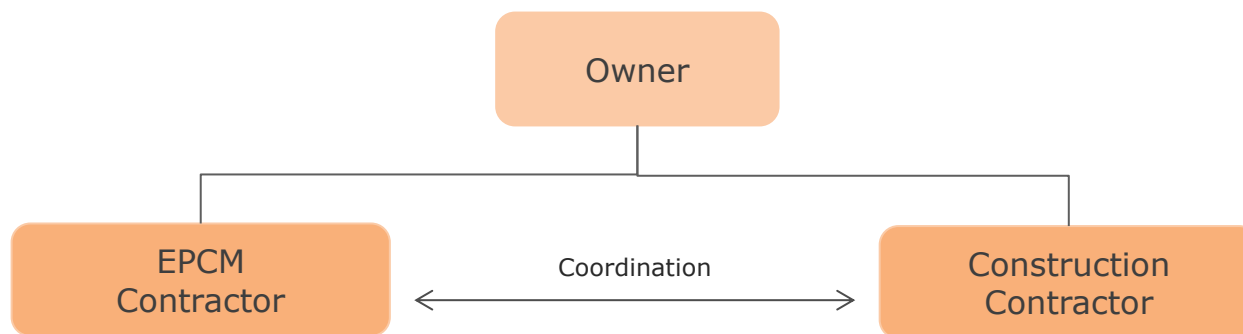 Owner
EPCM
Contractor
Coordination
Construction
Contractor